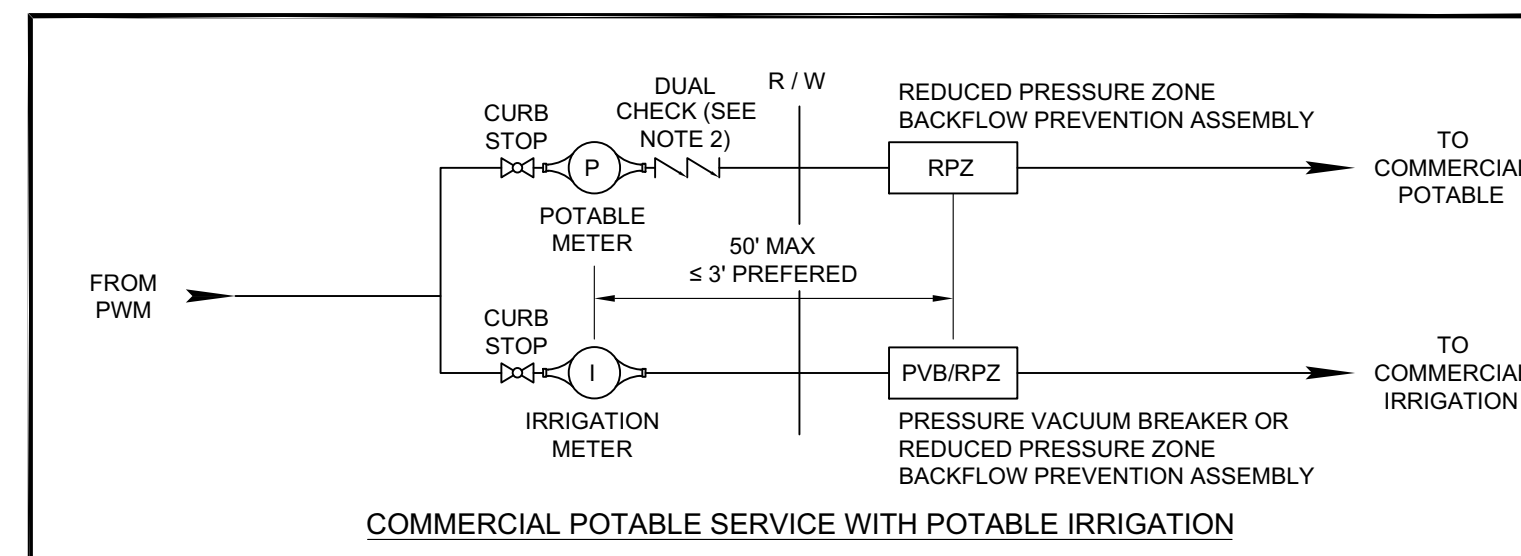 DUAL
CHECK (SEE
NOTE 2)
R / W
REDUCED PRESSURE ZONE
BACKFLOW PREVENTION ASSEMBLY
CURB
STOP
P
RPZ
TO
COMMERCIAL
POTABLE
POTABLE
METER
50' MAX
≤ 3' PREFERED
FROM
PWM
CURB
STOP
I
PVB/RPZ
TO
COMMERCIAL
IRRIGATION
IRRIGATION
METER
PRESSURE VACUUM BREAKER OR
REDUCED PRESSURE ZONE
BACKFLOW PREVENTION ASSEMBLY
COMMERCIAL POTABLE SERVICE WITH POTABLE IRRIGATION